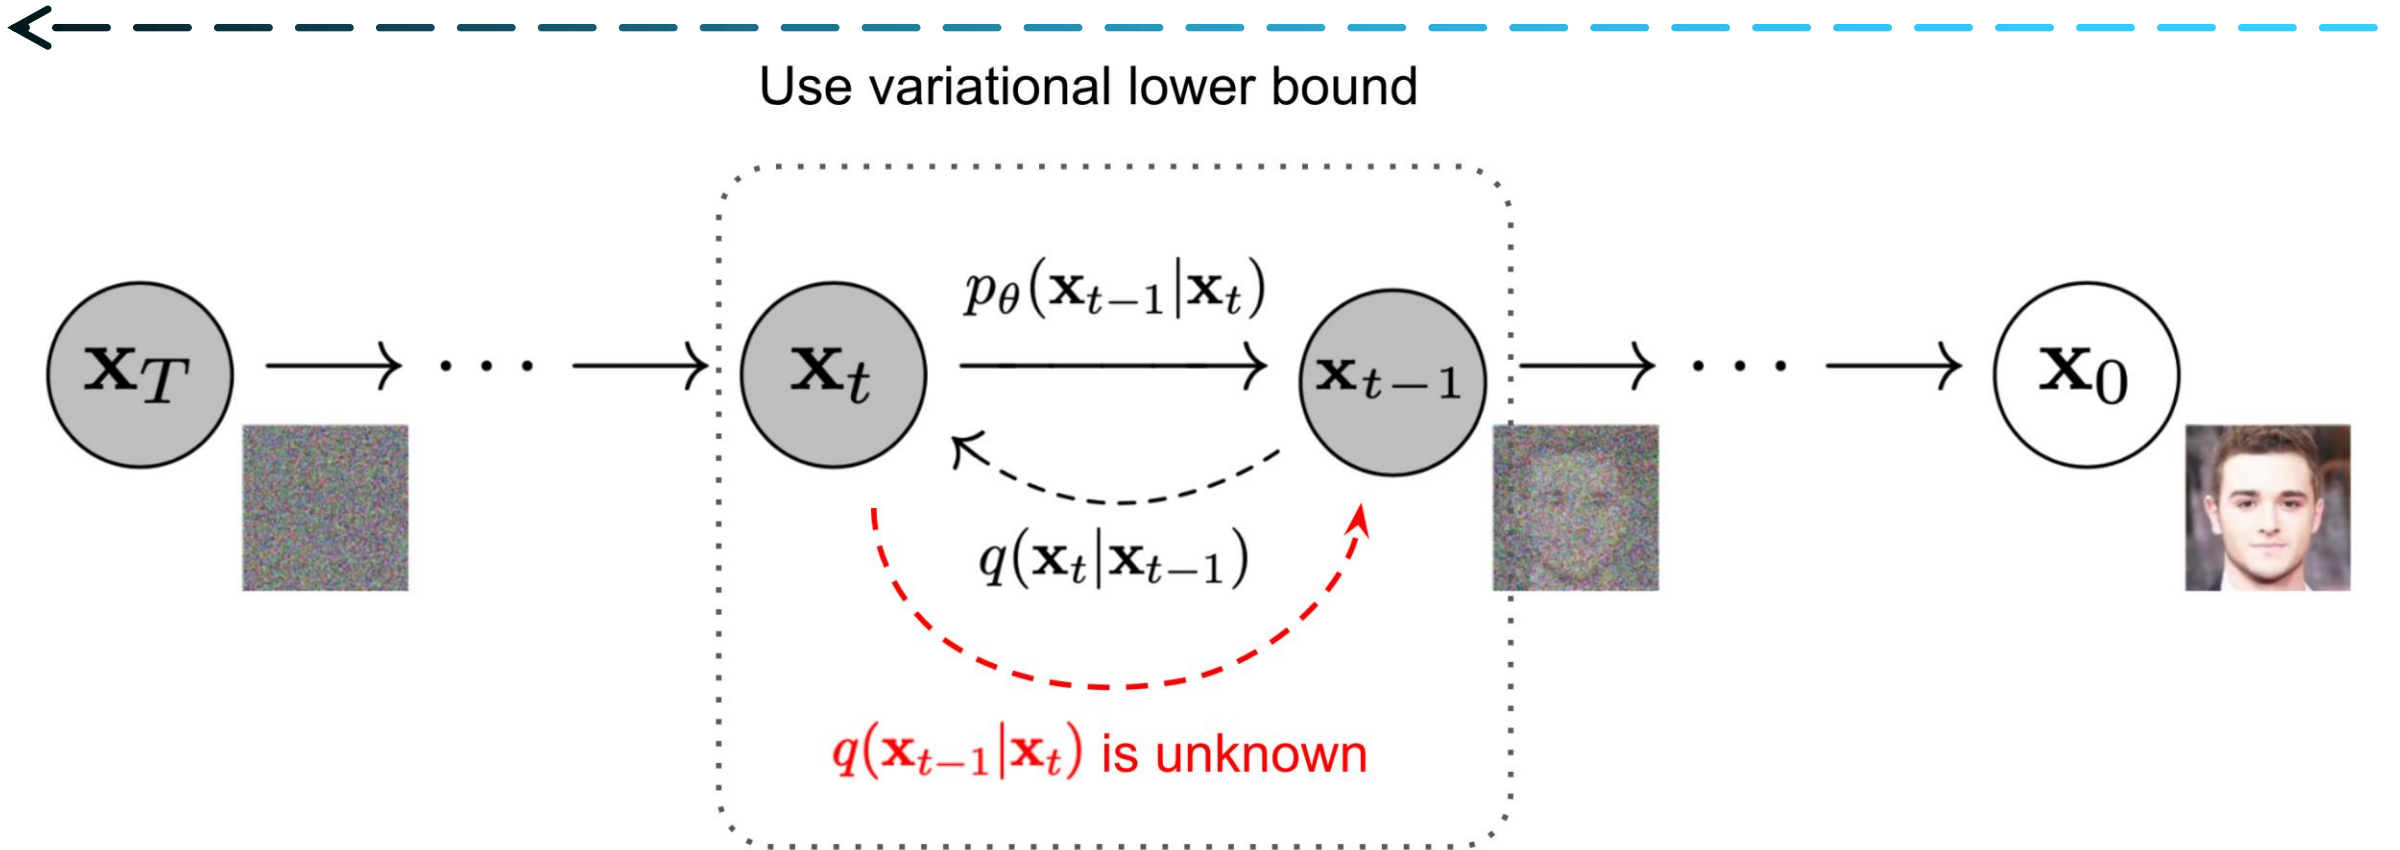 Use variational lower bound
p_θ(x_{t−1}|x_t)
x_T → ··· → x_t → x_{t−1} → ··· → x_0
q(x_t|x_{t−1})
q(x_{t−1}|x_t) is unknown